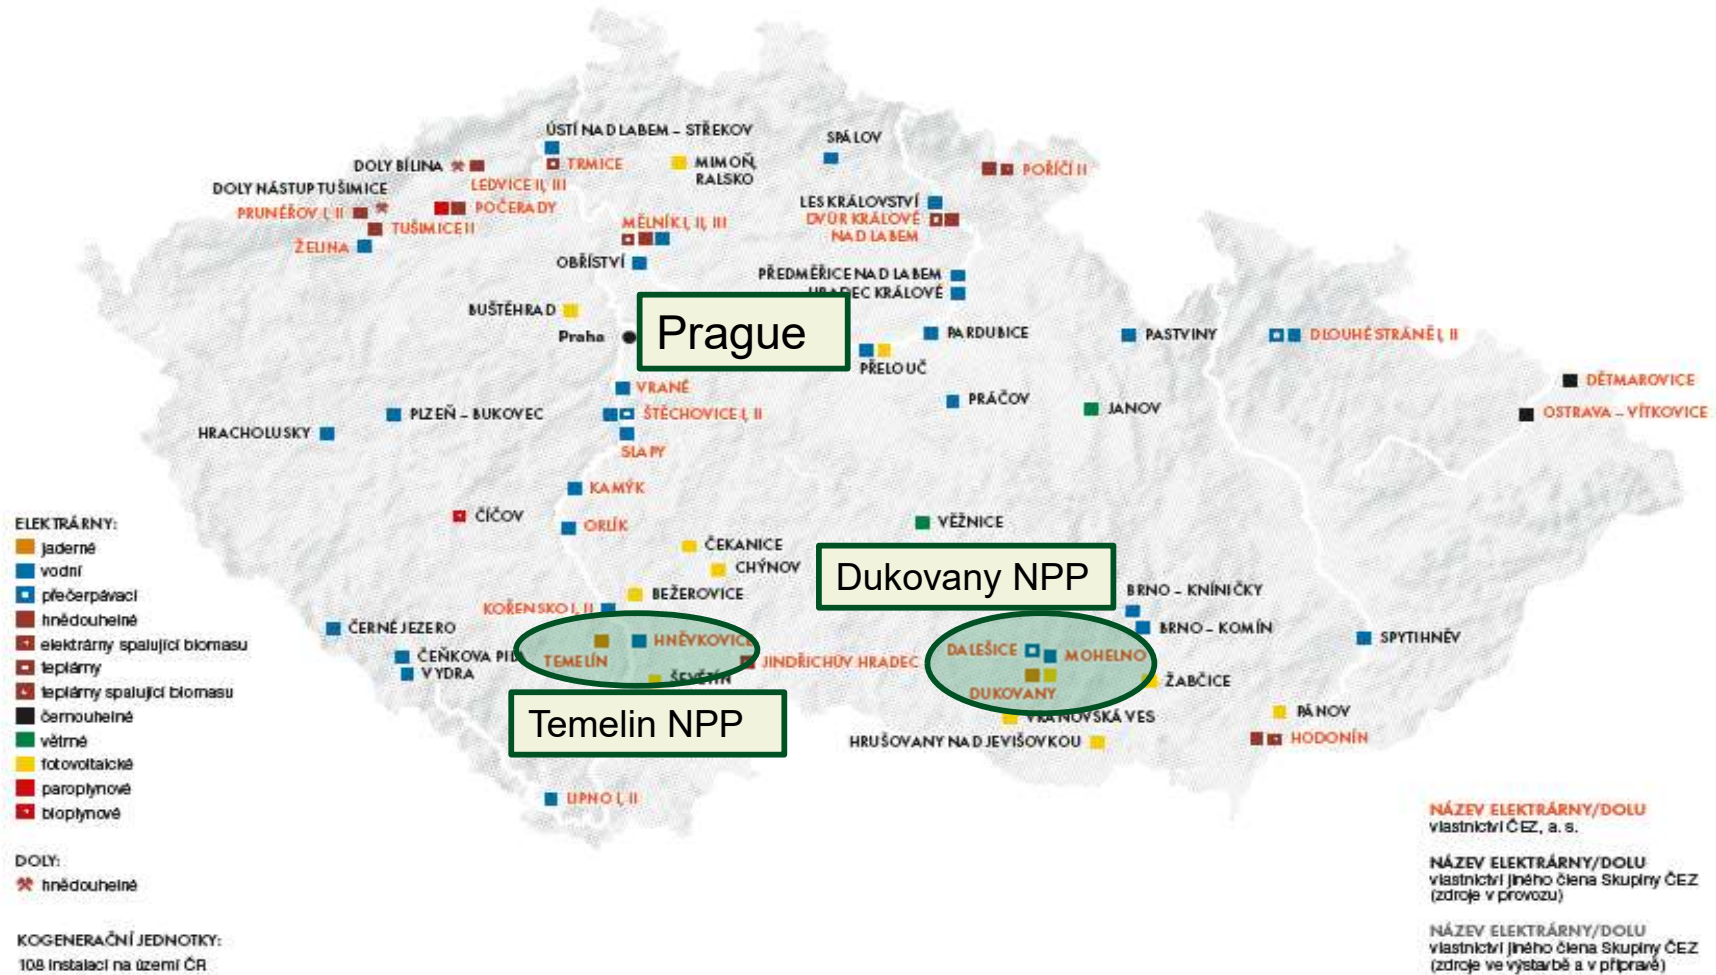 ÚSTÍ NAD LABEM – STŘEKOV
SPÁLOV
DOLY BÍLINA
TRMICE
MIMOŇ,
RALSKO
POŘÍČÍ II
DOLY NÁSTUP TUŠIMICE
LEDVICE II, III
LES KRÁLOVSTVÍ
PRUNÉŘOV I, II
POČERADY
DVŮR KRÁLOVÉ
NAD LABEM
TUŠIMICE II
MĚLNÍK I, II, III
ŽELINA
OBŘÍSTVÍ
PŘEDMĚŘICE NAD LABEM
HRADEC KRÁLOVÉ
BUŠTĚHRAD
Praha
Prague
PARDUBICE
PASTVINY
DLOUHÉ STRÁNĚ I, II
PŘELOUČ
VRANÉ
DĚTMAROVICE
PLZEŇ – BUKOVEC
ŠTĚCHOVICE I, II
PRÁČOV
JANOV
OSTRAVA – VÍTKOVICE
HRACHOLUSKY
SLAPY
KAMÝK
ČÍČOV
ORLÍK
VĚŽNICE
ČEKANICE
CHÝNOV
Dukovany NPP
BEŽEROVICE
BRNO – KNÍNIČKY
KOŘENSKO I, II
ČERNÉ JEZERO
BRNO – KOMÍN
SPYTIHNĚV
HNĚVKOVICE
TEMELÍN
JINDŘICHŮV HRADEC
DALEŠICE
MOHELNO
ČEŇKOVA PILA
VYDRA
ŠEVĚTÍN
DUKOVANY
ŽABČICE
Temelin NPP
VRANOVSKÁ VES
PÁNOV
HRUŠOVANY NAD JEVIŠOVKOU
HODONÍN
LIPNO I, II
ELEKTRÁRNY:
jaderné
vodní
přečerpávací
hnědouhelné
elektrárny spalující biomasu
teplárny
teplárny spalující biomasu
černouhelné
větrné
fotovoltaické
paroplynové
bioplynové
DOLY:
hnědouhelné
KOGENERAČNÍ JEDNOTKY:
108 instalací na území ČR
NÁZEV ELEKTRÁRNY/DOLU
vlastnictví ČEZ, a. s.
NÁZEV ELEKTRÁRNY/DOLU
vlastnictví jiného člena Skupiny ČEZ
(zdroje v provozu)
NÁZEV ELEKTRÁRNY/DOLU
vlastnictví jiného člena Skupiny ČEZ
(zdroje ve výstavbě a v přípravě)